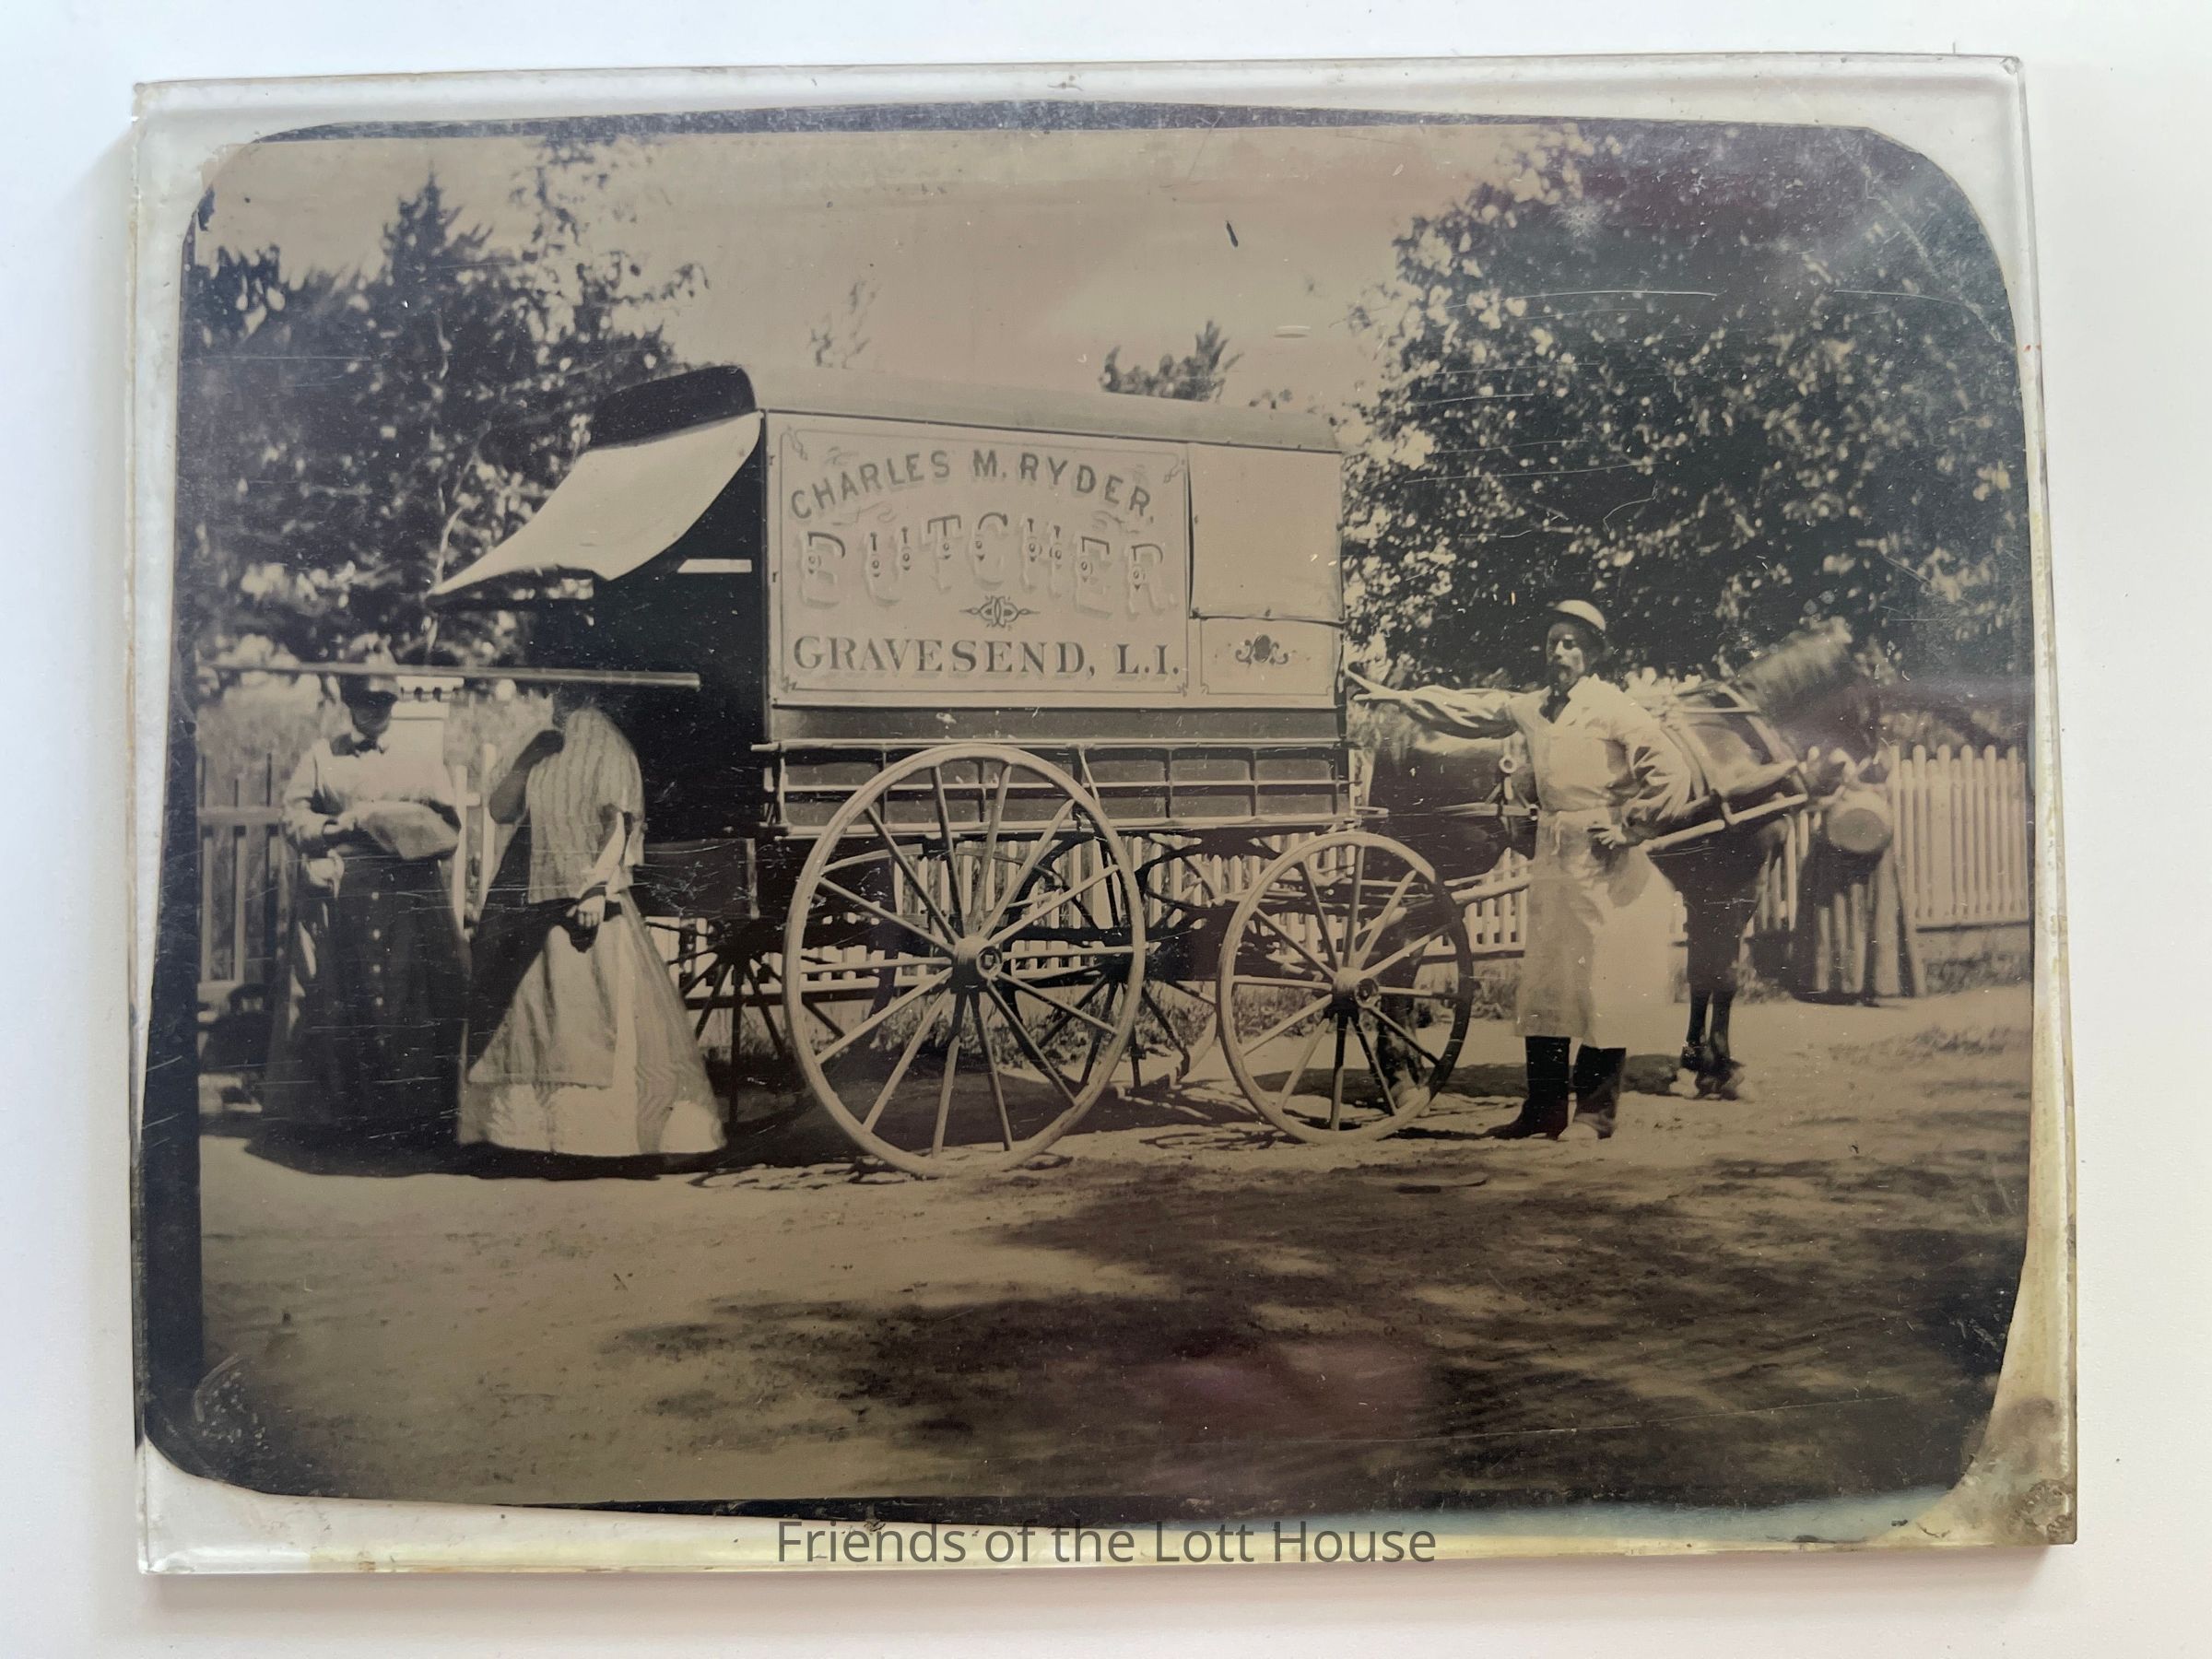 CHARLES M. RYDER.
BUTCHER
GRAVESEND, L.I.
Friends of the Lott House